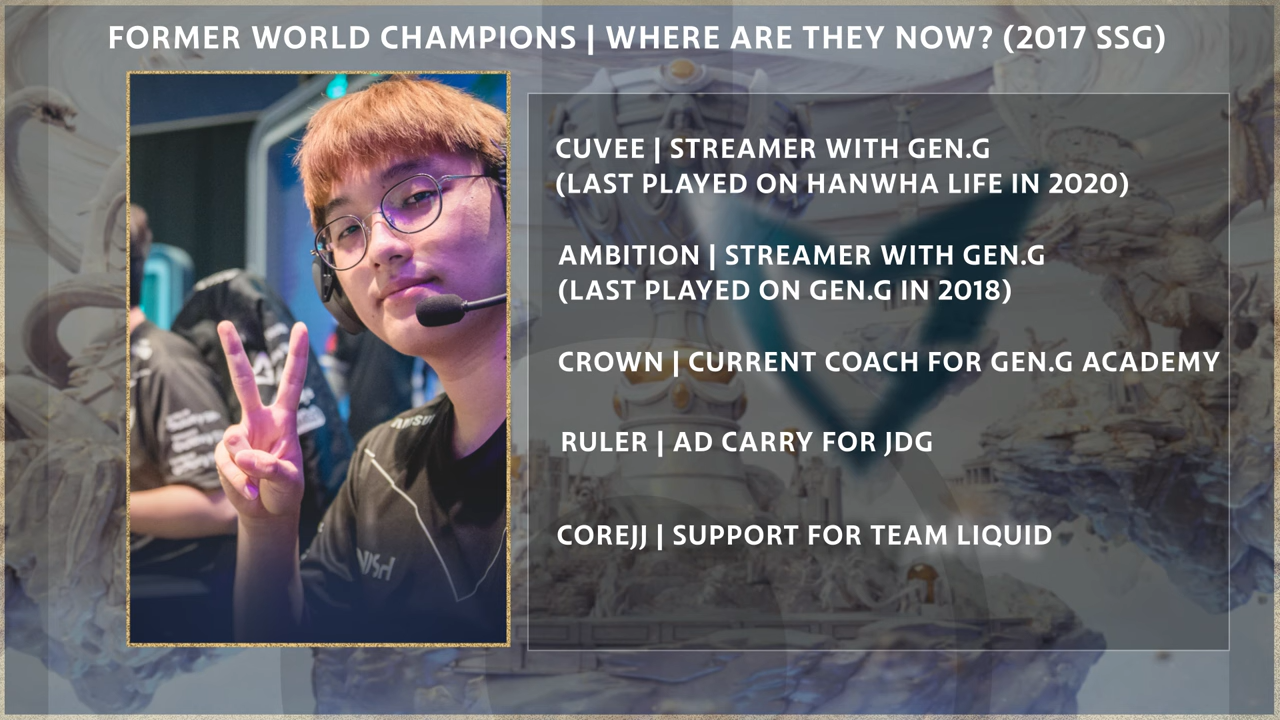 FORMER WORLD CHAMPIONS | WHERE ARE THEY NOW? (2017 SSG)
CUVEE | STREAMER WITH GEN.G
(LAST PLAYED ON HANWHA LIFE IN 2020)
AMBITION | STREAMER WITH GEN.G
(LAST PLAYED ON GEN.G IN 2018)
CROWN | CURRENT COACH FOR GEN.G ACADEMY
RULER | AD CARRY FOR JDG
COREJJ | SUPPORT FOR TEAM LIQUID